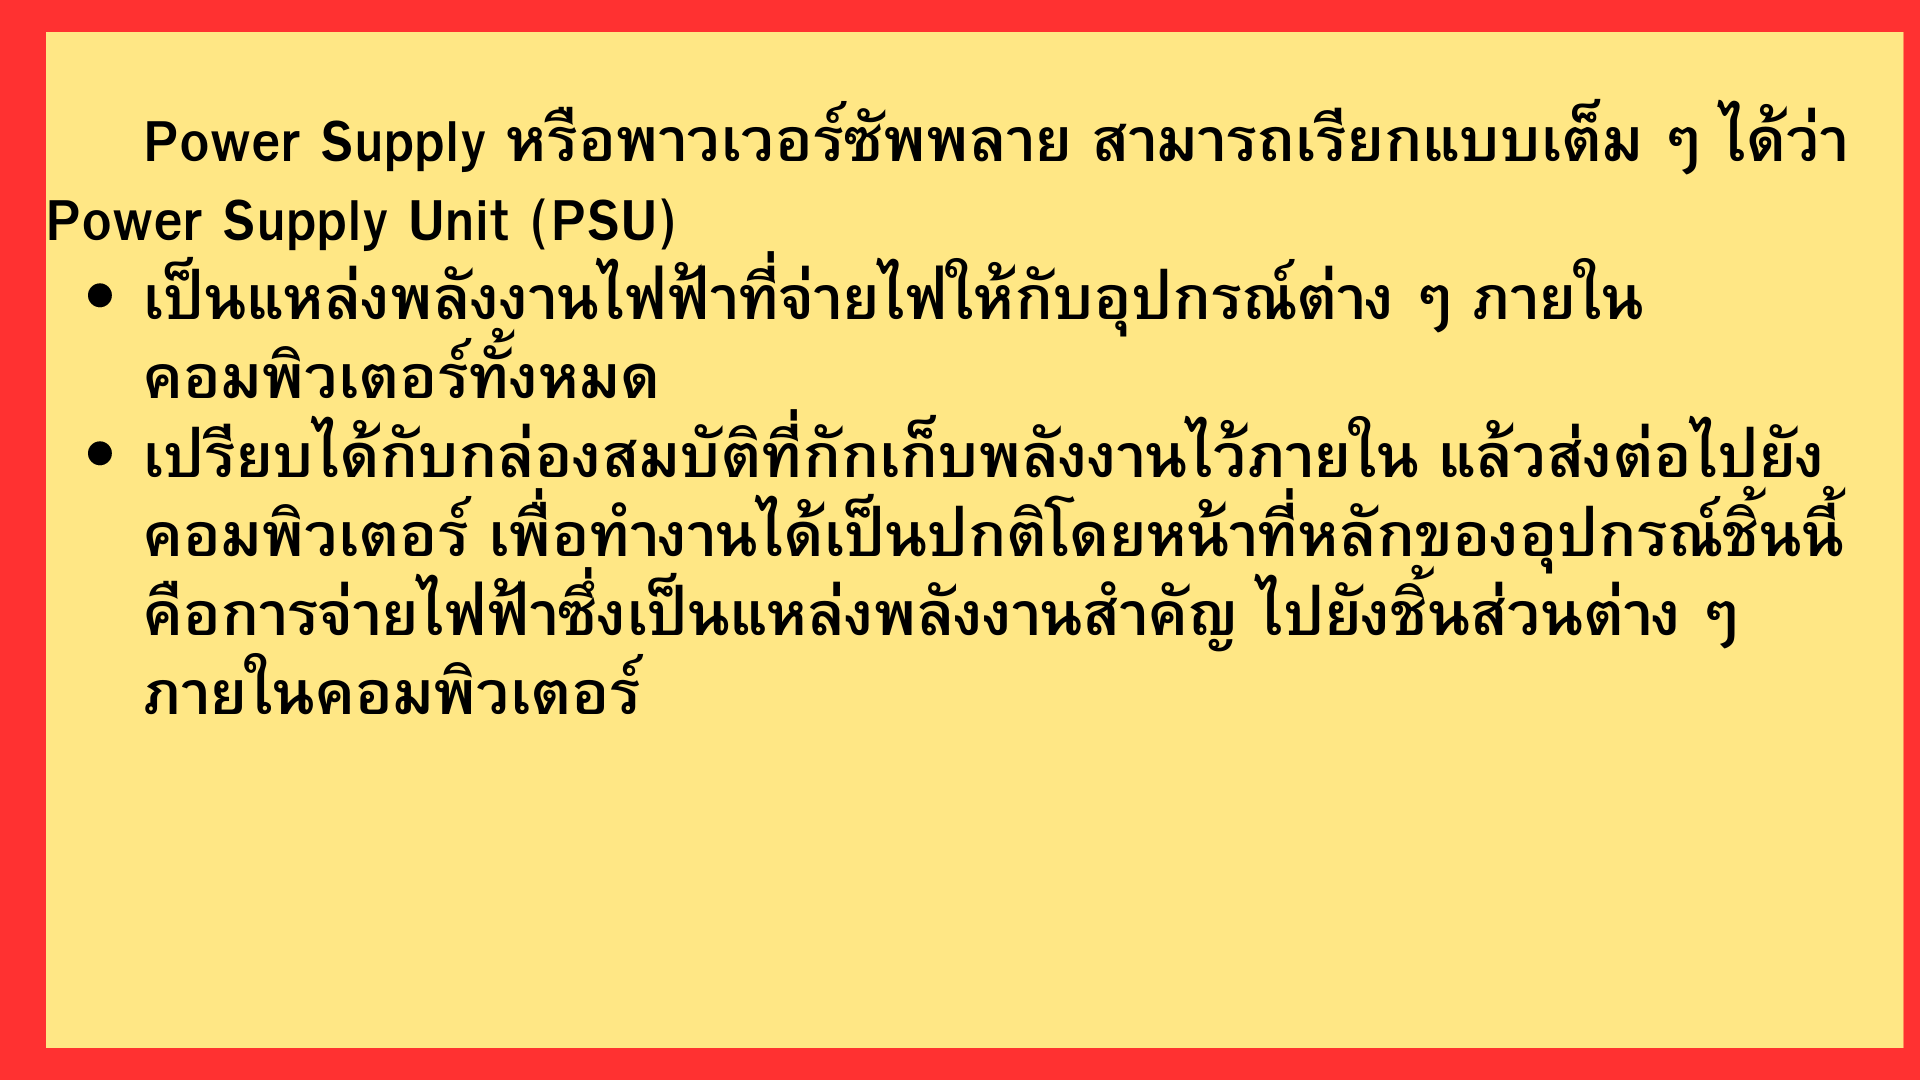 Power Supply หรือพาวเวอร์ซัพพลาย สามารถเรียกแบบเต็ม ๆ ได้ว่า
Power Supply Unit (PSU)
• เป็นแหล่งพลังงานไฟฟ้าที่จ่ายไฟให้กับอุปกรณ์ต่าง ๆ ภายใน
คอมพิวเตอร์ทั้งหมด
• เปรียบได้กับกล่องสมบัติที่กักเก็บพลังงานไว้ภายใน แล้วส่งต่อไปยัง
คอมพิวเตอร์ เพื่อทำงานได้เป็นปกติโดยหน้าที่หลักของอุปกรณ์ชิ้นนี้
คือการจ่ายไฟฟ้าซึ่งเป็นแหล่งพลังงานสำคัญ ไปยังชิ้นส่วนต่าง ๆ
ภายในคอมพิวเตอร์